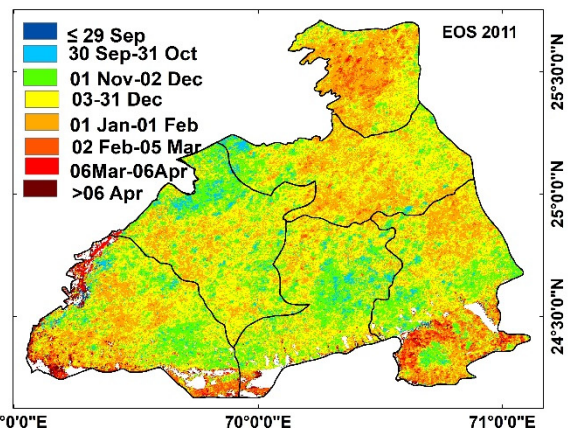 EOS 2011
≤ 29 Sep
30 Sep-31 Oct
01 Nov-02 Dec
03-31 Dec
01 Jan-01 Feb
02 Feb-05 Mar
06Mar-06Apr
>06 Apr
25°30'0"N
25°0'0"N
24°30'0"N
°0'0"E
70°0'0"E
71°0'0"E